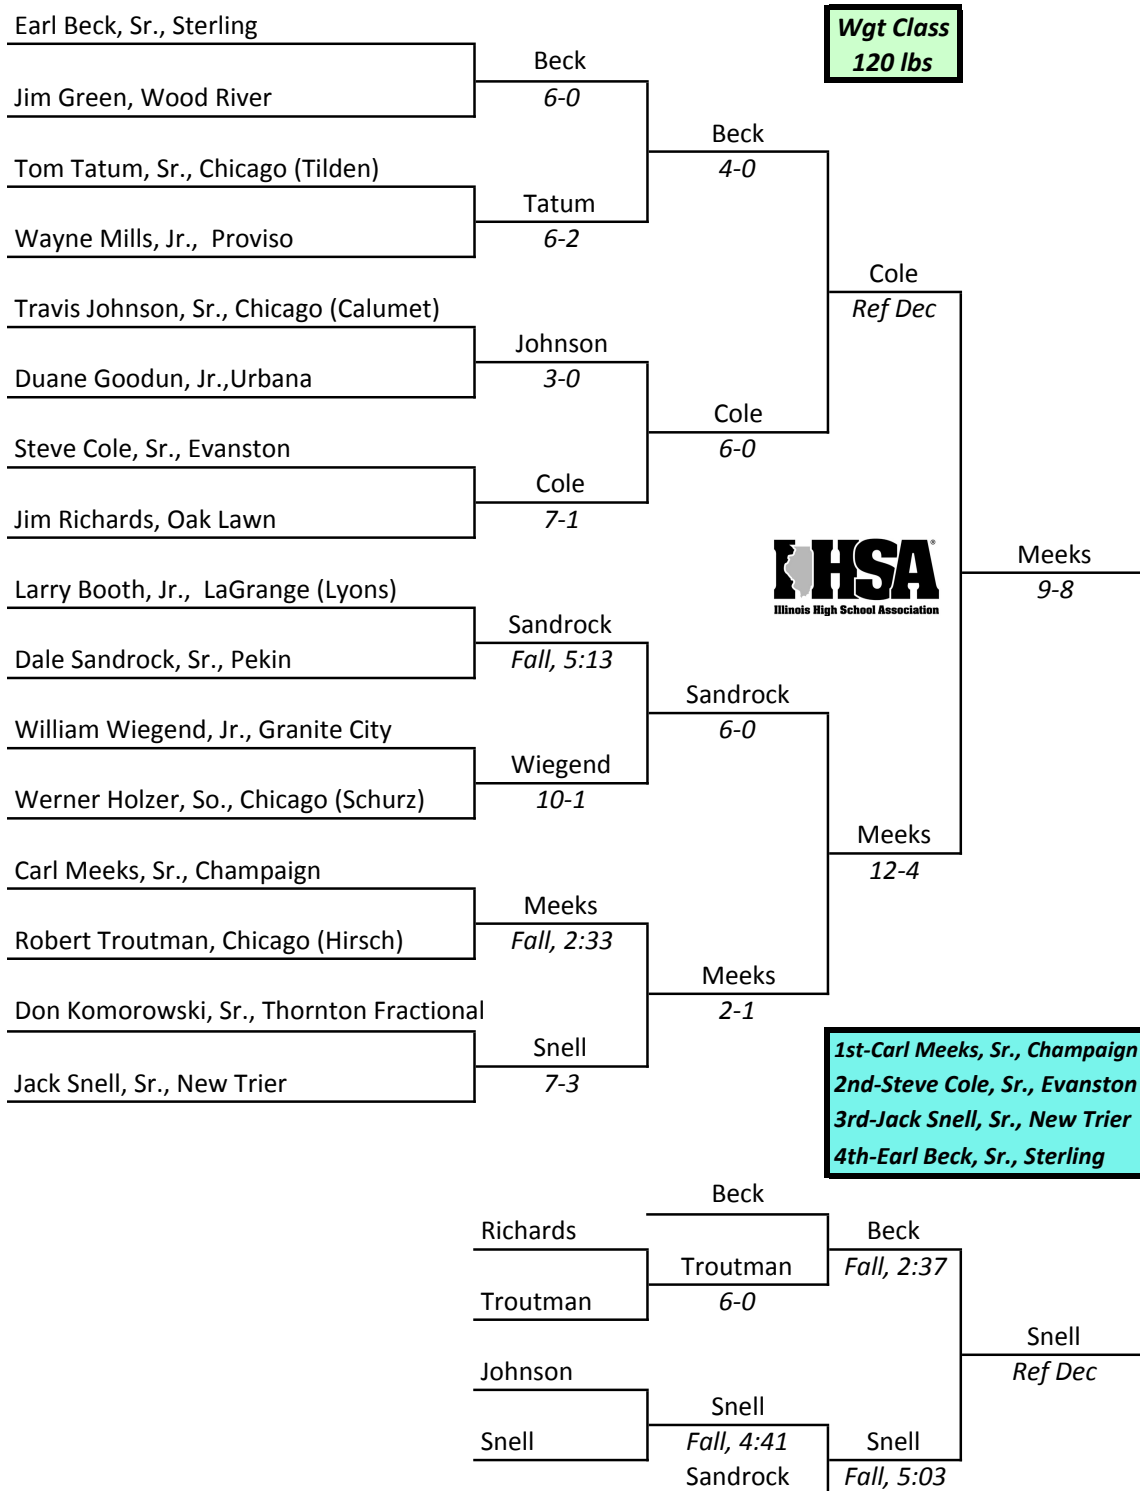 Earl Beck, Sr., Sterling
Wgt Class
120 lbs
Beck
6-0
Jim Green, Wood River
Beck
4-0
Tom Tatum, Sr., Chicago (Tilden)
Tatum
6-2
Wayne Mills, Jr.,  Proviso
Cole
Ref Dec
Travis Johnson, Sr., Chicago (Calumet)
Johnson
3-0
Duane Goodun, Jr.,Urbana
Cole
6-0
Steve Cole, Sr., Evanston
Cole
7-1
Jim Richards, Oak Lawn
IHSA
Illinois High School Association
Meeks
9-8
Larry Booth, Jr.,  LaGrange (Lyons)
Sandrock
Fall, 5:13
Dale Sandrock, Sr., Pekin
Sandrock
6-0
William Wiegend, Jr., Granite City
Wiegend
10-1
Werner Holzer, So., Chicago (Schurz)
Meeks
12-4
Carl Meeks, Sr., Champaign
Meeks
Fall, 2:33
Robert Troutman, Chicago (Hirsch)
Meeks
2-1
Don Komorowski, Sr., Thornton Fractional
Snell
7-3
Jack Snell, Sr., New Trier
1st-Carl Meeks, Sr., Champaign
2nd-Steve Cole, Sr., Evanston
3rd-Jack Snell, Sr., New Trier
4th-Earl Beck, Sr., Sterling
Beck
Richards
Beck
Fall, 2:37
Troutman
6-0
Troutman
Snell
Ref Dec
Johnson
Snell
Fall, 4:41
Snell
Snell
Fall, 5:03
Sandrock